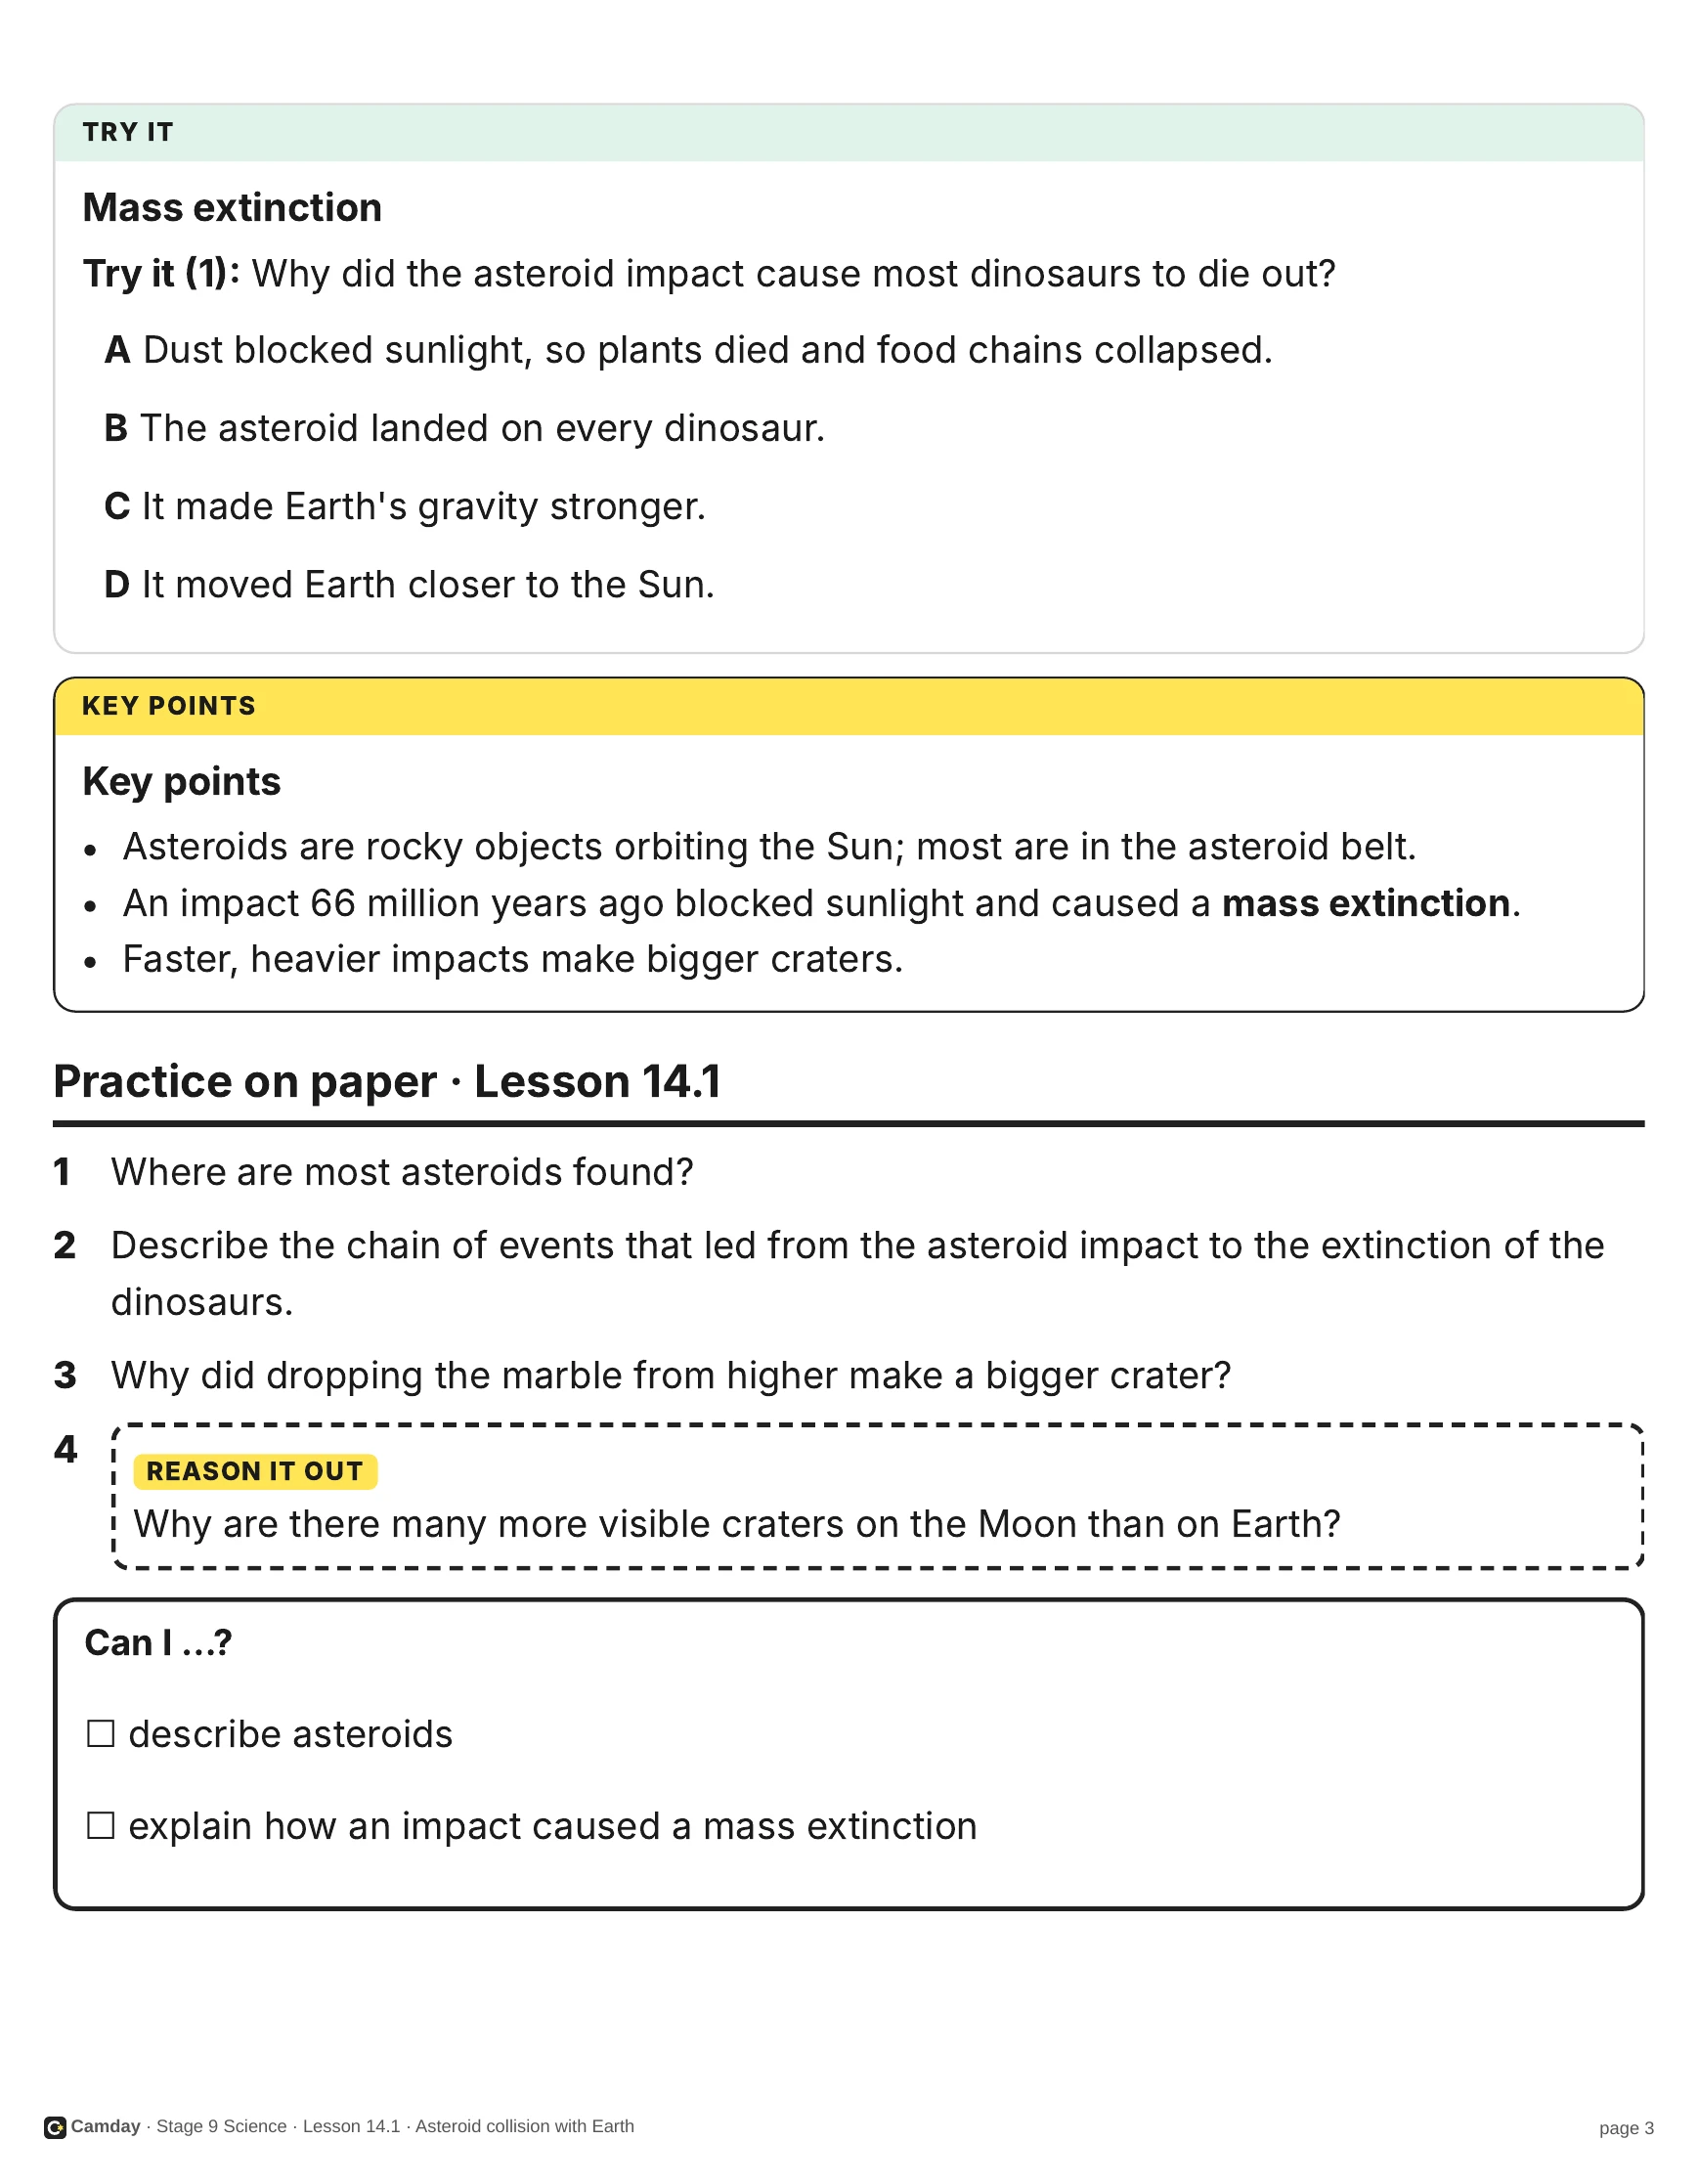 TRY IT
Mass extinction
Try it (1): Why did the asteroid impact cause most dinosaurs to die out?
A Dust blocked sunlight, so plants died and food chains collapsed.
B The asteroid landed on every dinosaur.
C It made Earth's gravity stronger.
D It moved Earth closer to the Sun.
KEY POINTS
Key points
• Asteroids are rocky objects orbiting the Sun; most are in the asteroid belt.
• An impact 66 million years ago blocked sunlight and caused a mass extinction.
• Faster, heavier impacts make bigger craters.
Practice on paper · Lesson 14.1
1 Where are most asteroids found?
2 Describe the chain of events that led from the asteroid impact to the extinction of the
dinosaurs.
3 Why did dropping the marble from higher make a bigger crater?
4 REASON IT OUT
Why are there many more visible craters on the Moon than on Earth?
Can I ...?
☐ describe asteroids
☐ explain how an impact caused a mass extinction
Camday · Stage 9 Science · Lesson 14.1 · Asteroid collision with Earth
page 3